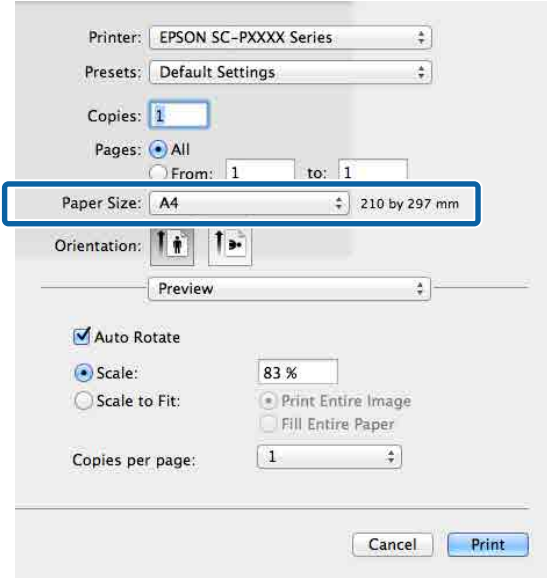 Printer: EPSON SC-PXXXX Series
Presets: Default Settings
Copies: 1
Pages: All
From: 1 to: 1
Paper Size: A4 210 by 297 mm
Orientation:
Preview
Auto Rotate
Scale: 83 %
Scale to Fit: Print Entire Image
Fill Entire Paper
Copies per page: 1
Cancel Print